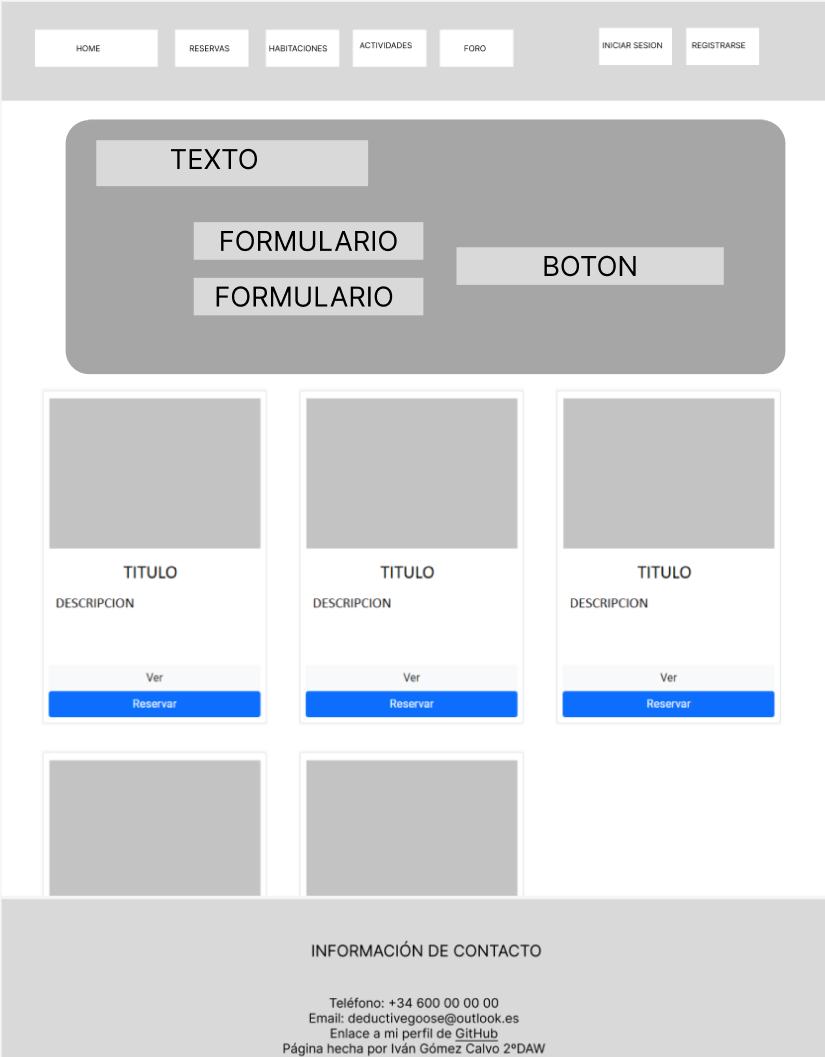 HOME
RESERVAS
HABITACIONES
ACTIVIDADES
FORO
INICIAR SESION
REGISTRARSE
TEXTO
FORMULARIO
BOTON
FORMULARIO
TITULO
DESCRIPCION
Ver
Reservar
TITULO
DESCRIPCION
Ver
Reservar
TITULO
DESCRIPCION
Ver
Reservar
INFORMACIÓN DE CONTACTO
Teléfono: +34 600 00 00 00
Email: deductivegoose@outlook.es
Enlace a mi perfil de GitHub
Página hecha por Iván Gómez Calvo 2ºDAW